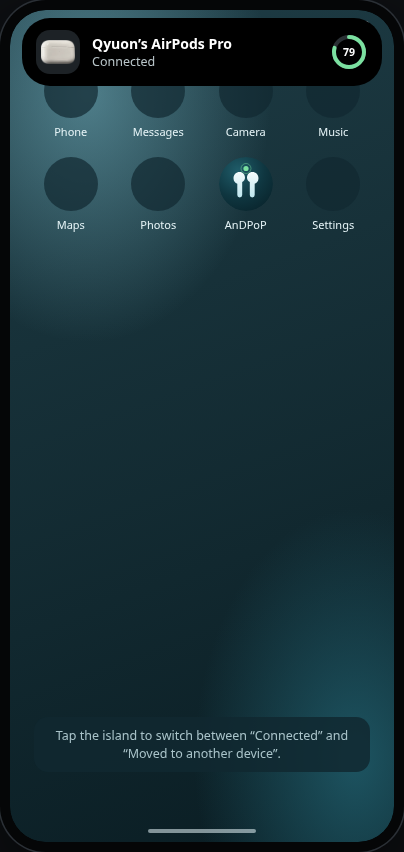 Qyuon’s AirPods Pro
Connected
79
Phone
Messages
Camera
Music
Maps
Photos
AnDPoP
Settings
Tap the island to switch between “Connected” and
“Moved to another device”.